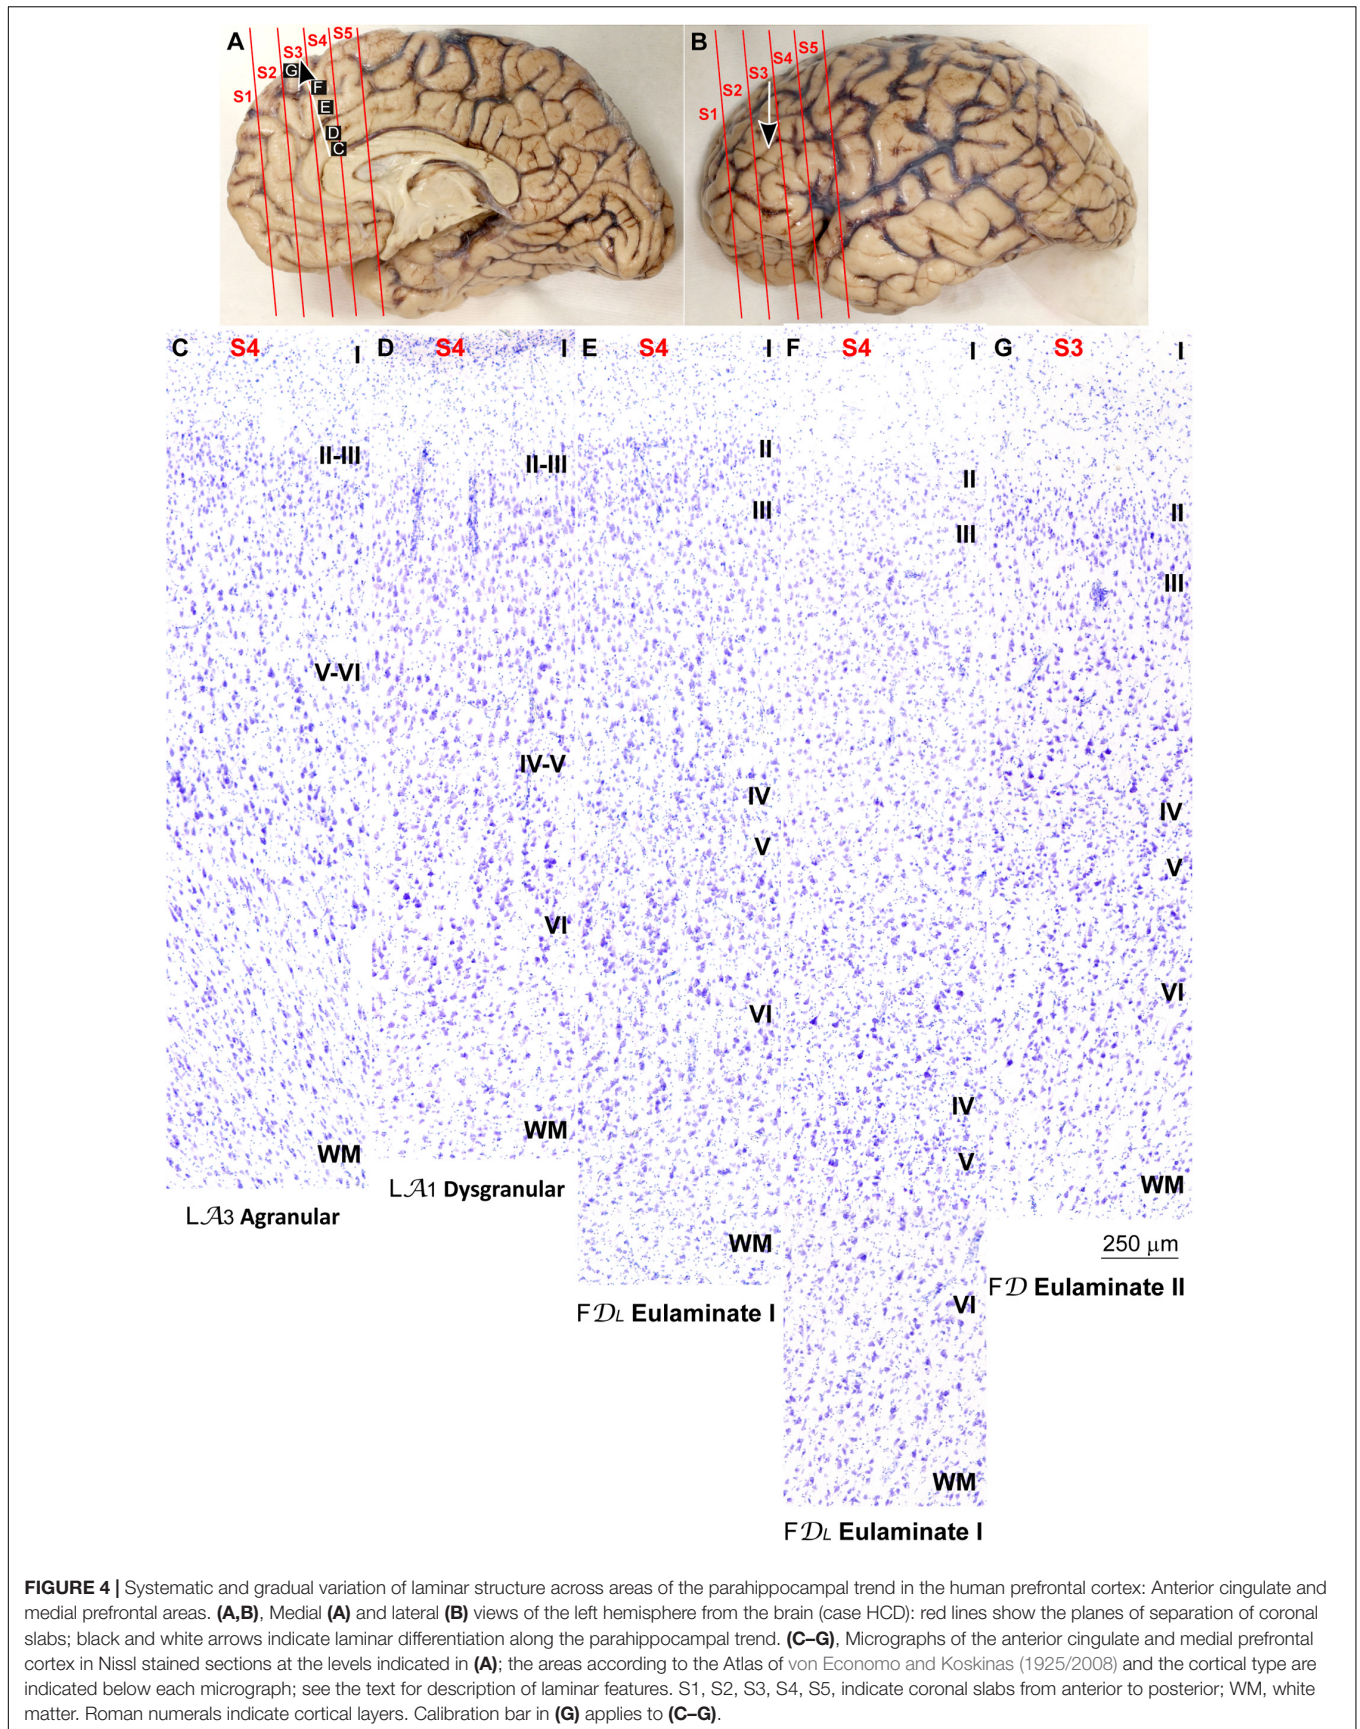 A
S1
S2
S3
S4
S5
G
F
E
D
C
B
S1
S2
S3
S4
S5
C S4 I
II-III
V-VI
WM
LA3 Agranular
D S4 I
II-III
IV-V
VI
WM
LA1 Dysgranular
E S4 I
II
III
IV
V
VI
WM
FDL Eulaminate I
F S4 I
II
III
IV
V
VI
WM
FDL Eulaminate I
G S3 I
II
III
IV
V
VI
WM
250 µm
FD Eulaminate II
FIGURE 4 | Systematic and gradual variation of laminar structure across areas of the parahippocampal trend in the human prefrontal cortex: Anterior cingulate and
medial prefrontal areas. (A,B), Medial (A) and lateral (B) views of the left hemisphere from the brain (case HCD): red lines show the planes of separation of coronal
slabs; black and white arrows indicate laminar differentiation along the parahippocampal trend. (C–G), Micrographs of the anterior cingulate and medial prefrontal
cortex in Nissl stained sections at the levels indicated in (A); the areas according to the Atlas of von Economo and Koskinas (1925/2008) and the cortical type are
indicated below each micrograph; see the text for description of laminar features. S1, S2, S3, S4, S5, indicate coronal slabs from anterior to posterior; WM, white
matter. Roman numerals indicate cortical layers. Calibration bar in (G) applies to (C–G).